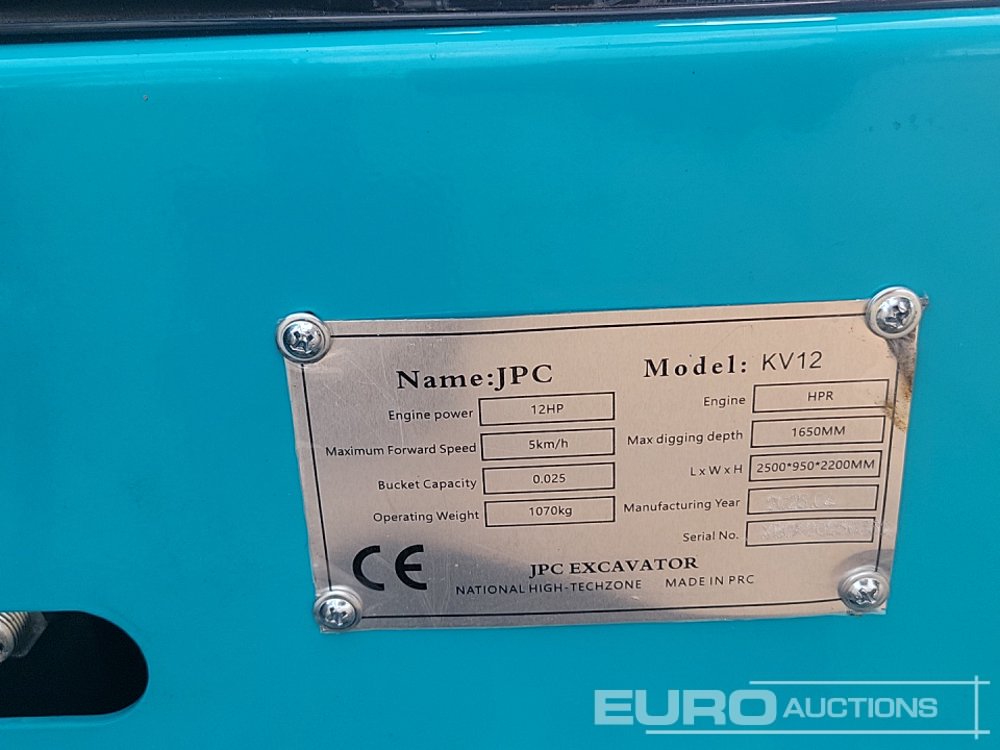 Name:JPC Model: KV12
Engine power 12HP Engine HPR
Maximum Forward Speed 5km/h Max digging depth 1650MM
Bucket Capacity 0.025 L x W x H 2500*950*2200MM
Operating Weight 1070kg Manufacturing Year
Serial No.
CE JPC EXCAVATOR
NATIONAL HIGH-TECHZONE MADE IN PRC
EURO AUCTIONS